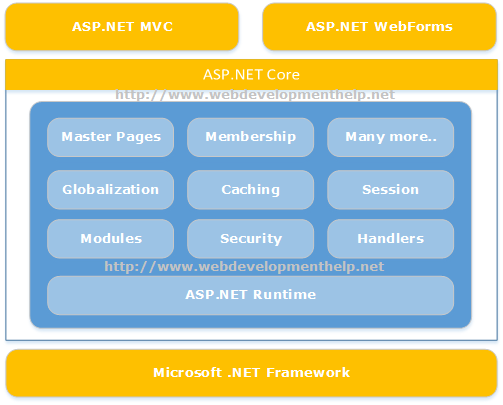 ASP.NET MVC
ASP.NET WebForms
ASP.NET Core
http://www.webdevelopmenthelp.net
Master Pages
Membership
Many more..
Globalization
Caching
Session
Modules
Security
Handlers
http://www.webdevelopmenthelp.net
ASP.NET Runtime
Microsoft .NET Framework